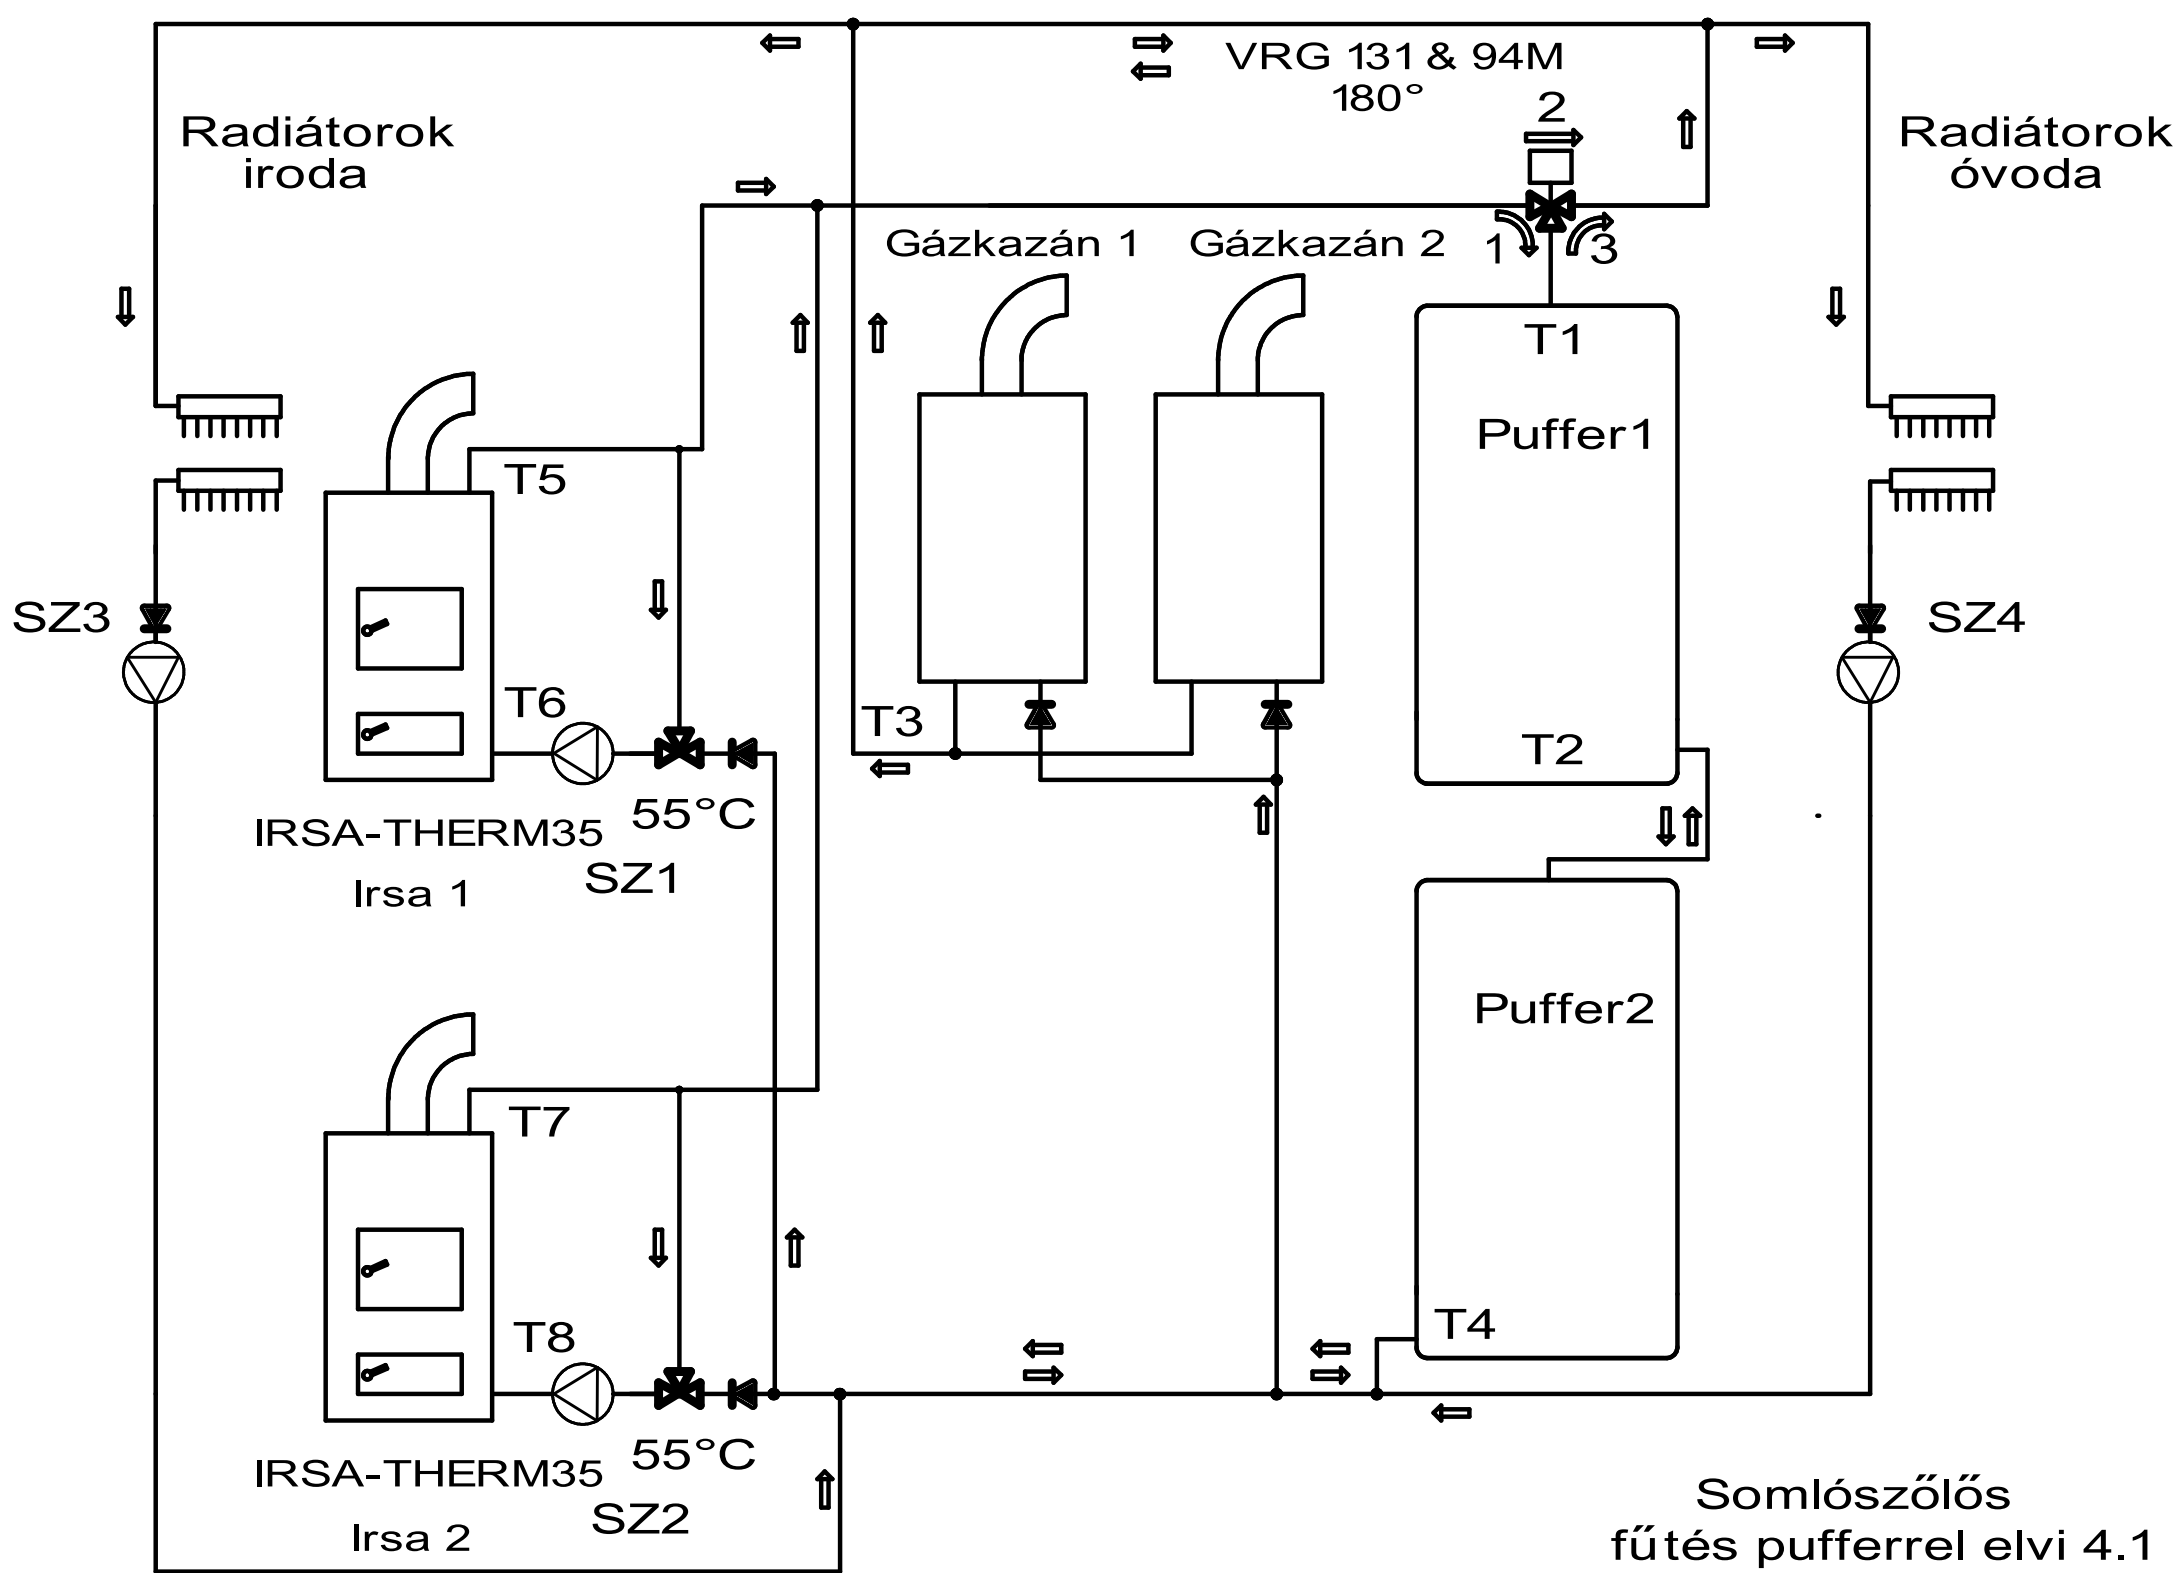 VRG 131 & 94M
180°
2
Radiátorok
iroda
Radiátorok
óvoda
Gázkazán 1
Gázkazán 2
1
3
T1
Puffer1
T5
SZ3
SZ4
T6
T3
T2
55°C
IRSA-THERM35
SZ1
Irsa 1
Puffer2
T7
T8
T4
55°C
IRSA-THERM35
SZ2
Irsa 2
Somlószőlős
fűtés pufferrel elvi 4.1